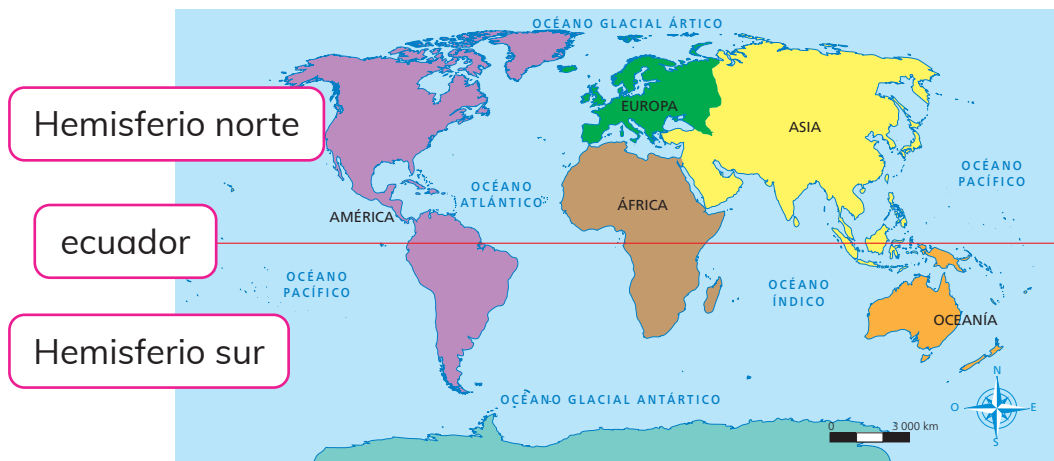 OCÉANO GLACIAL ÁRTICO
Hemisferio norte
EUROPA
ASIA
OCÉANO
PACÍFICO
OCÉANO
ATLÁNTICO
ÁFRICA
AMÉRICA
ecuador
OCÉANO
PACÍFICO
OCÉANO
ÍNDICO
OCEANÍA
Hemisferio sur
OCÉANO GLACIAL ANTÁRTICO
N
O E
S
0 3 000 km